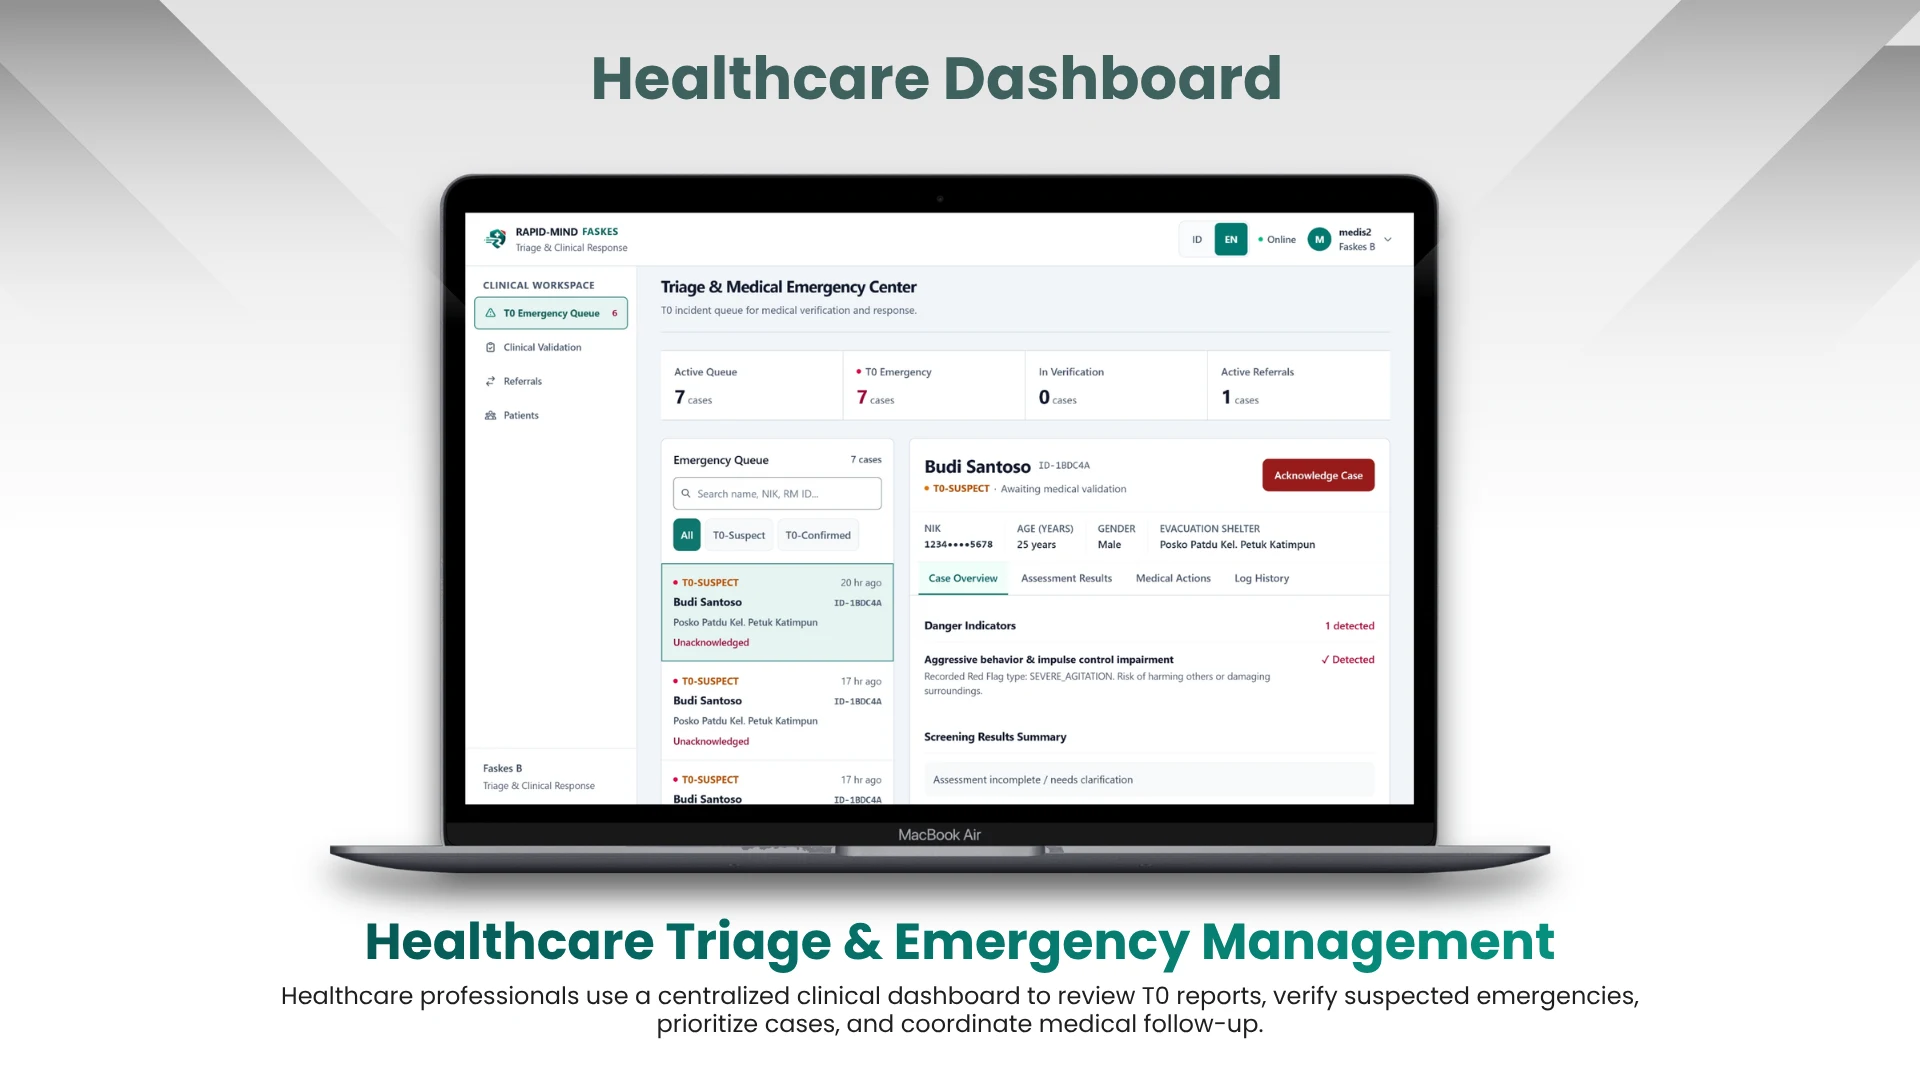 Healthcare Dashboard
RAPID-MIND FASKES
Triage & Clinical Response
ID
EN
Online
M
medis2
Faskes B
CLINICAL WORKSPACE
T0 Emergency Queue 6
Clinical Validation
Referrals
Patients
Faskes B
Triage & Clinical Response
Triage & Medical Emergency Center
T0 incident queue for medical verification and response.
Active Queue
7 cases
T0 Emergency
7 cases
In Verification
0 cases
Active Referrals
1 cases
Emergency Queue 7 cases
Search name, NIK, RM ID...
All T0-Suspect T0-Confirmed
T0-SUSPECT 20 hr ago
Budi Santoso ID-1BDC4A
Posko Patdu Kel. Petuk Katimpun
Unacknowledged
T0-SUSPECT 17 hr ago
Budi Santoso ID-1BDC4A
Posko Patdu Kel. Petuk Katimpun
Unacknowledged
T0-SUSPECT 17 hr ago
Budi Santoso ID-1BDC4A
Budi Santoso ID-1BDC4A
T0-SUSPECT · Awaiting medical validation
Acknowledge Case
NIK
1234••••5678
AGE (YEARS)
25 years
GENDER
Male
EVACUATION SHELTER
Posko Patdu Kel. Petuk Katimpun
Case Overview Assessment Results Medical Actions Log History
Danger Indicators 1 detected
Aggressive behavior & impulse control impairment ✓ Detected
Recorded Red Flag type: SEVERE_AGITATION. Risk of harming others or damaging
surroundings.
Screening Results Summary
Assessment incomplete / needs clarification
MacBook Air
Healthcare Triage & Emergency Management
Healthcare professionals use a centralized clinical dashboard to review T0 reports, verify suspected emergencies,
prioritize cases, and coordinate medical follow-up.